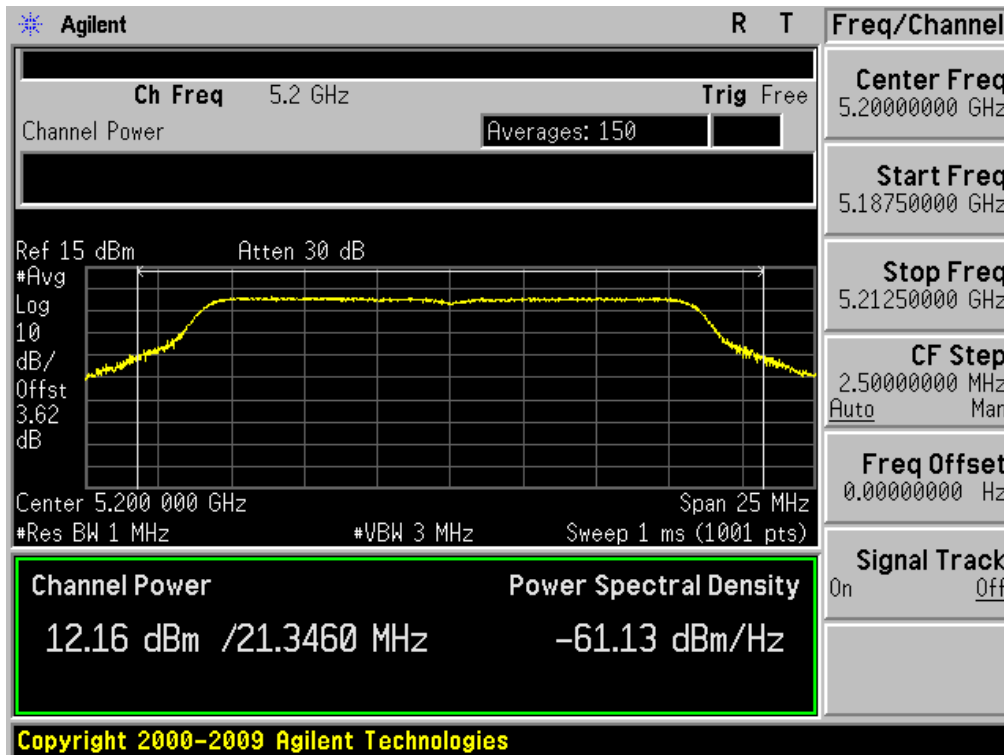 Agilent R T
Ch Freq 5.2 GHz Trig Free
Channel Power Averages: 150
Ref 15 dBm Atten 30 dB
#Avg
Log
10
dB/
Offst
3.62
dB
Center 5.200 000 GHz Span 25 MHz
#Res BW 1 MHz #VBW 3 MHz Sweep 1 ms (1001 pts)
Channel Power Power Spectral Density
12.16 dBm /21.3460 MHz -61.13 dBm/Hz
Copyright 2000-2009 Agilent Technologies
Freq/Channel
Center Freq
5.20000000 GHz
Start Freq
5.18750000 GHz
Stop Freq
5.21250000 GHz
CF Step
2.50000000 MHz
Auto Man
Freq Offset
0.00000000 Hz
Signal Track
On Off